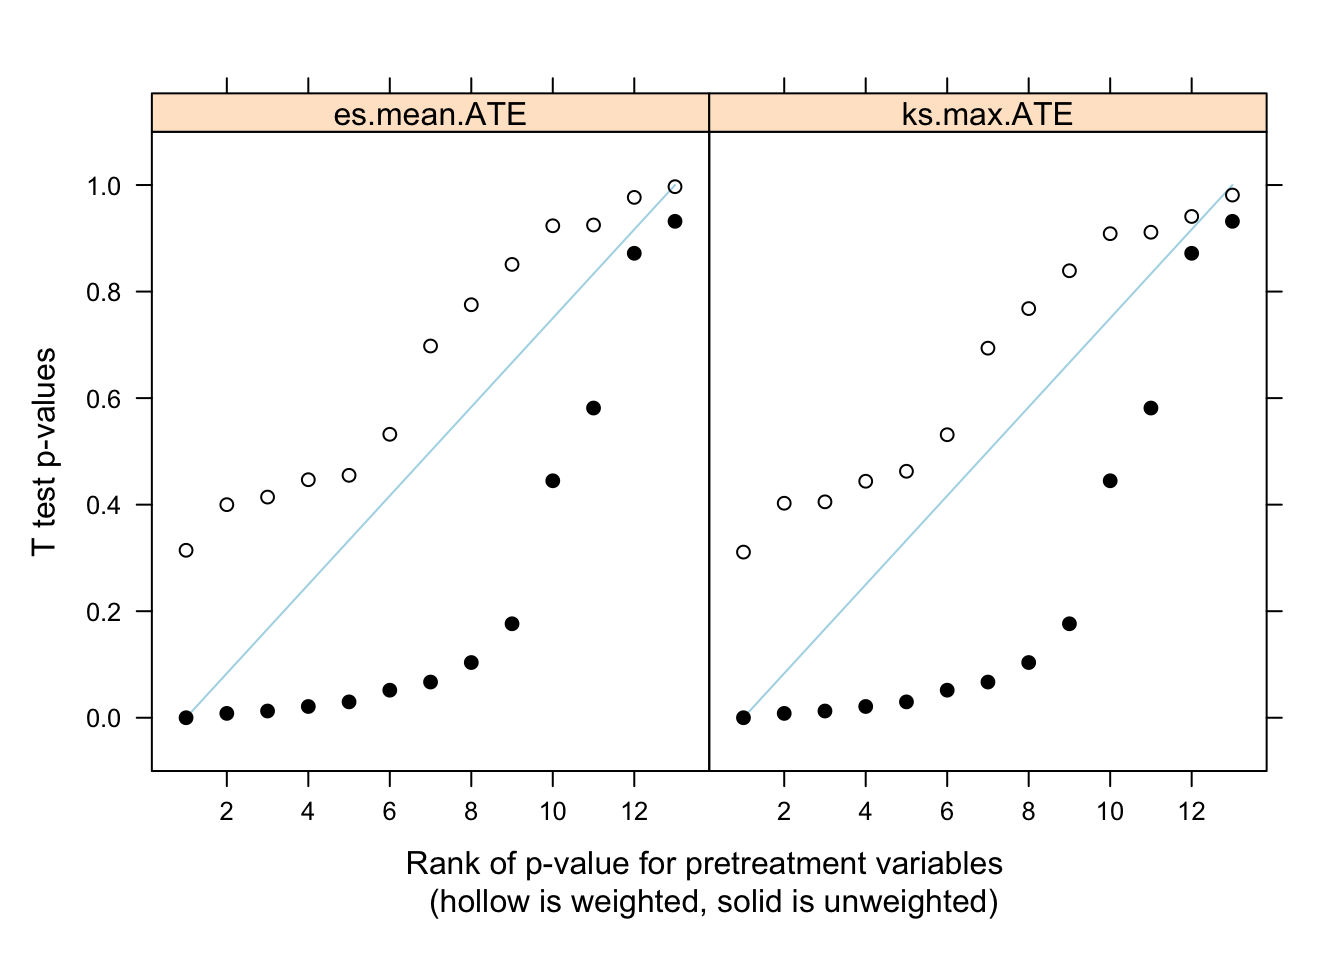 es.mean.ATE
ks.max.ATE
T test p-values
1.0
0.8
0.6
0.4
0.2
0.0
2 4 6 8 10 12
2 4 6 8 10 12
Rank of p-value for pretreatment variables
(hollow is weighted, solid is unweighted)